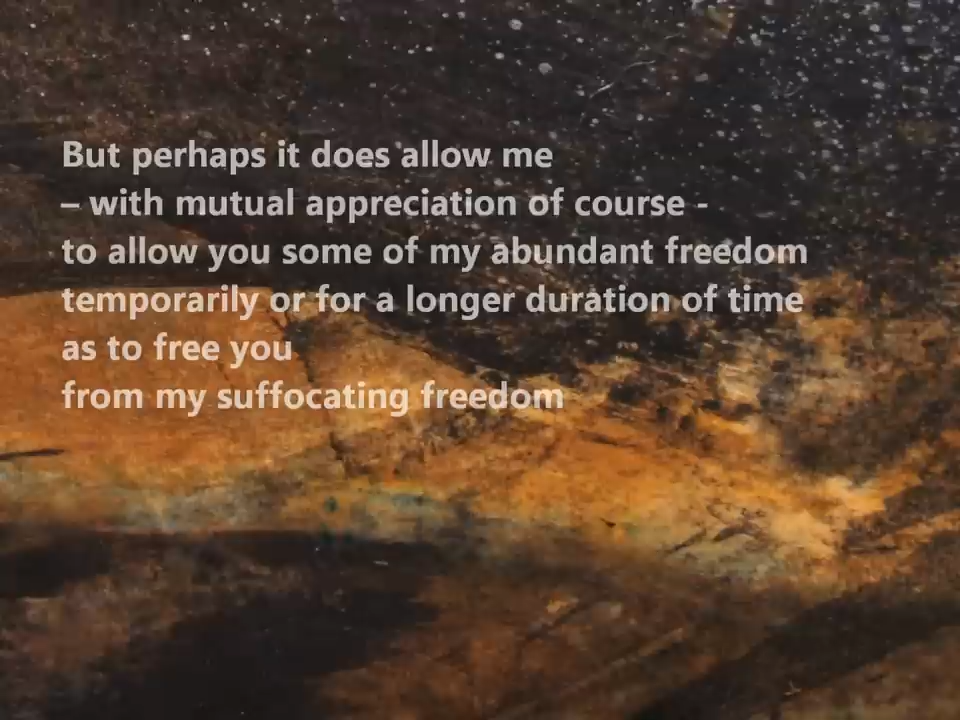 But perhaps it does allow me
– with mutual appreciation of course -
to allow you some of my abundant freedom
temporarily or for a longer duration of time
as to free you
from my suffocating freedom